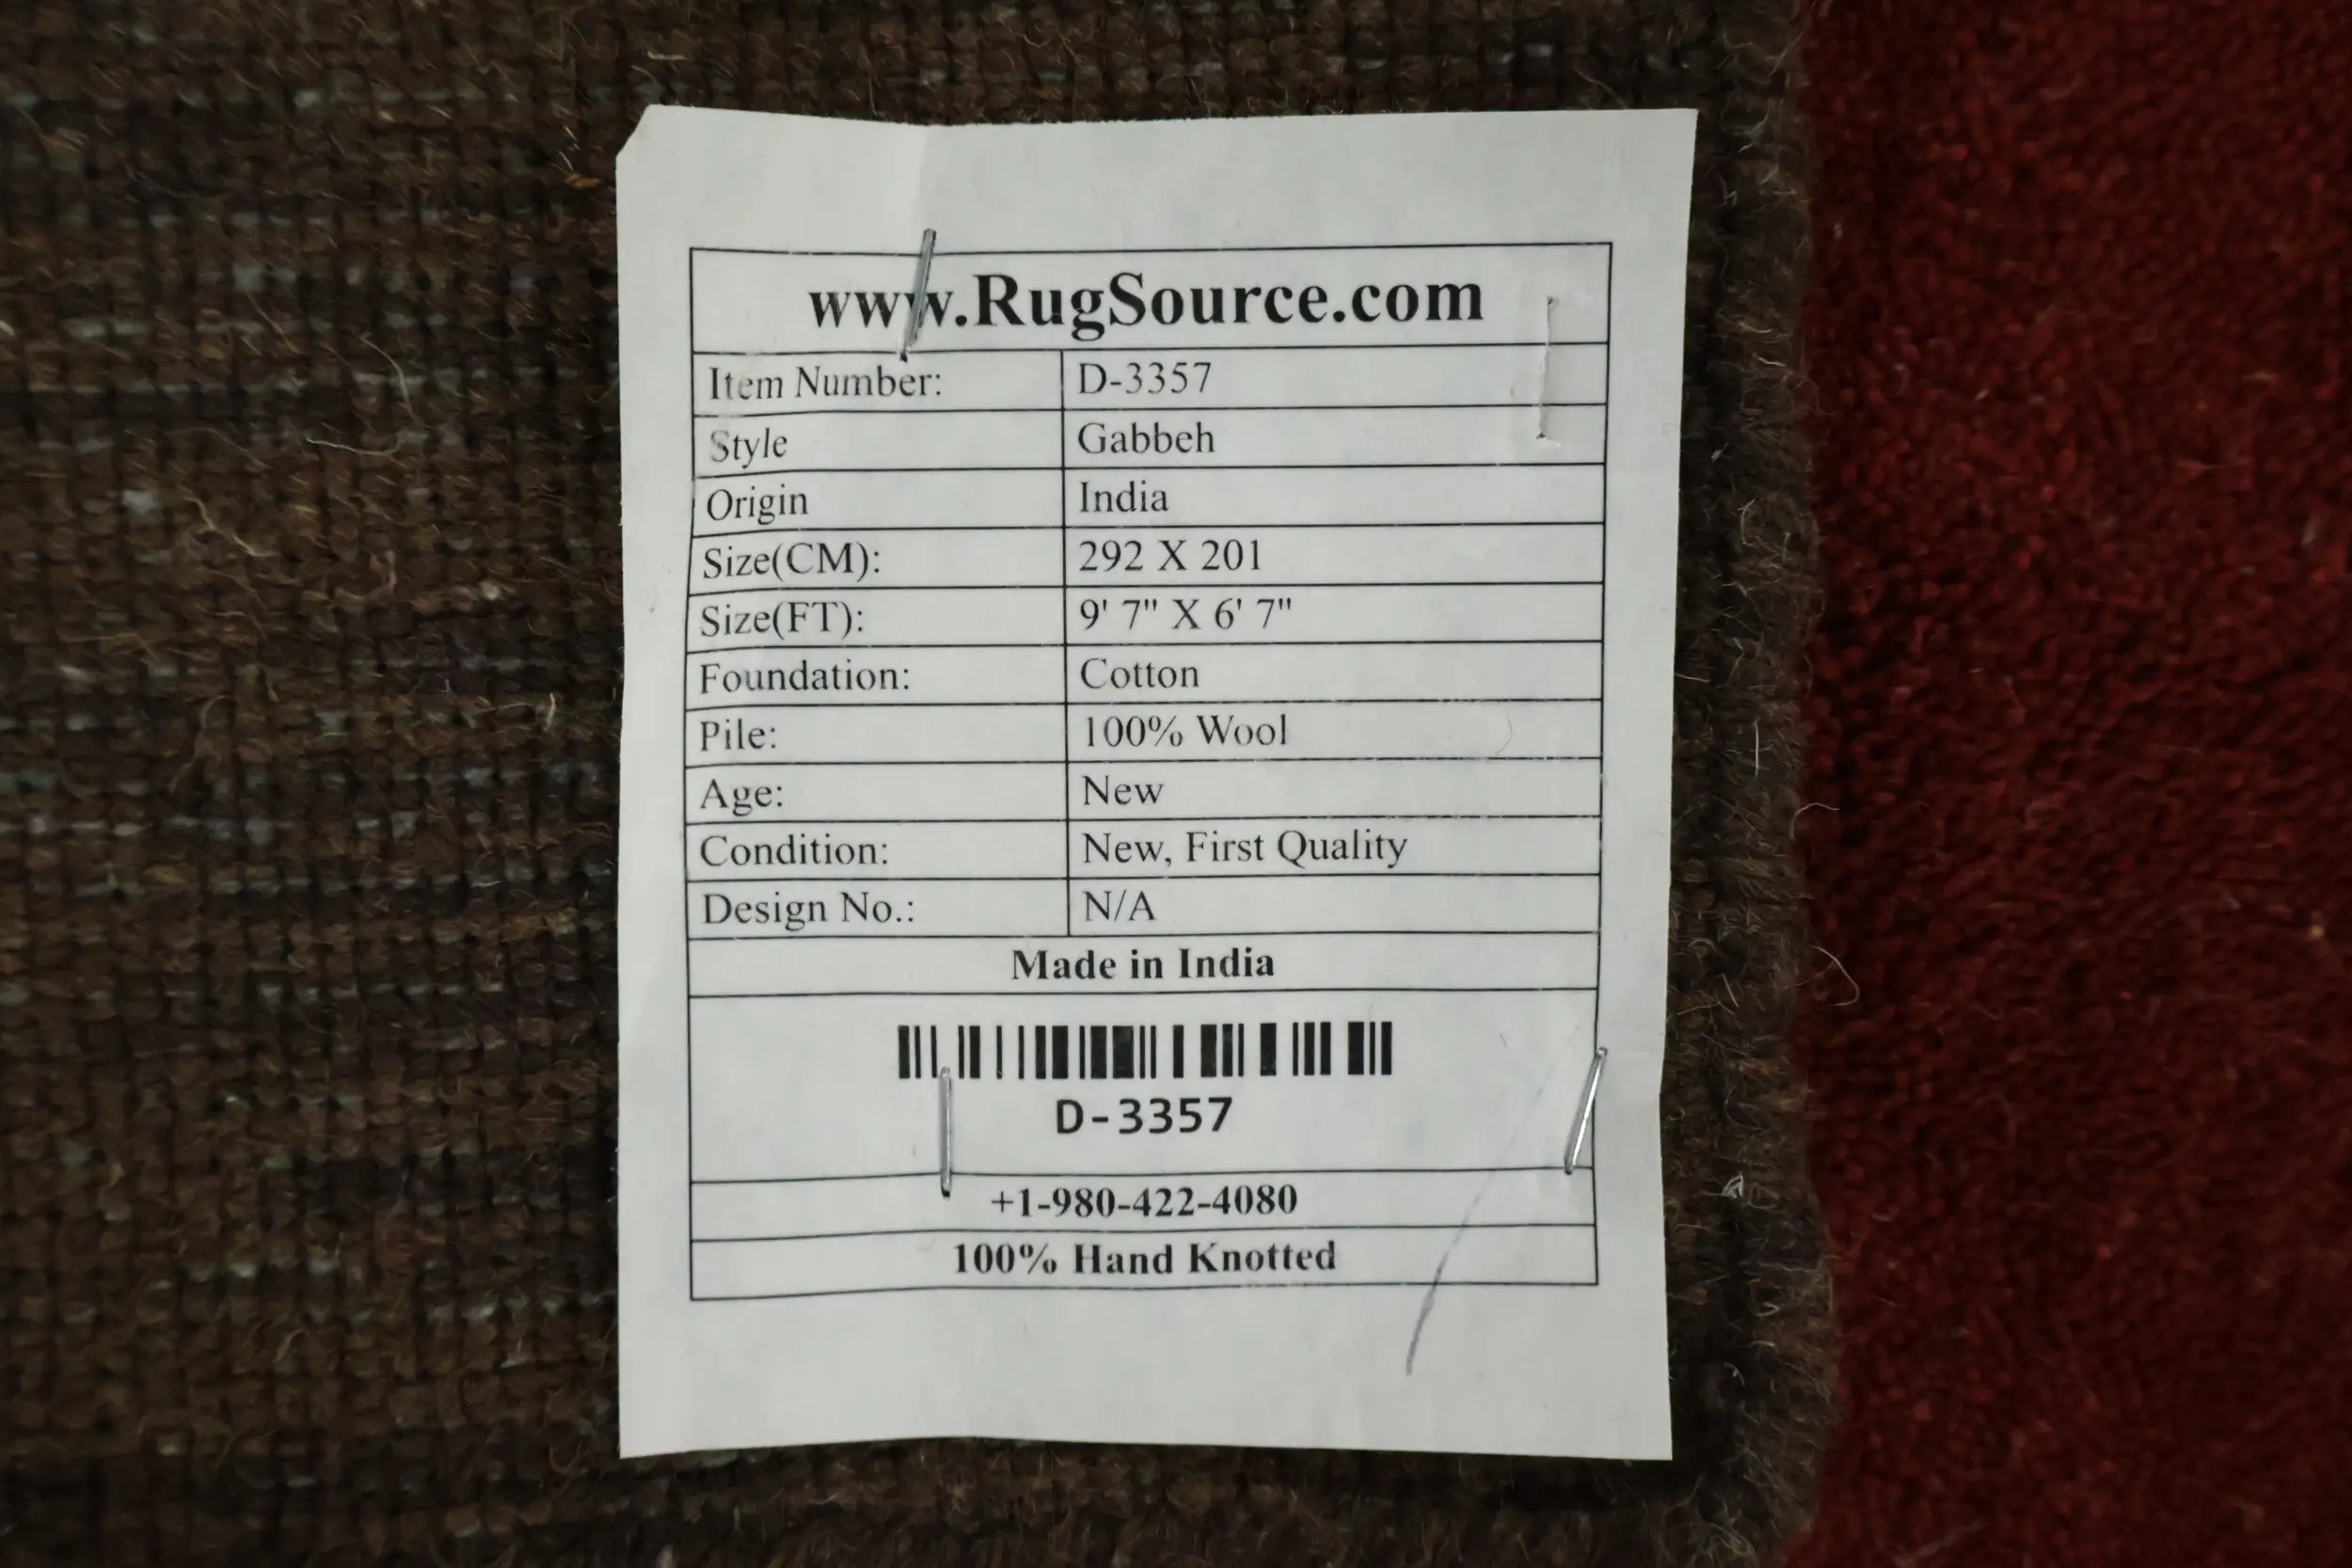 www.RugSource.com
Item Number: D-3357
Style Gabbeh
Origin India
Size(CM): 292 X 201
Size(FT): 9' 7" X 6' 7"
Foundation: Cotton
Pile: 100% Wool
Age: New
Condition: New, First Quality
Design No.: N/A
Made in India
D-3357
+1-980-422-4080
100% Hand Knotted